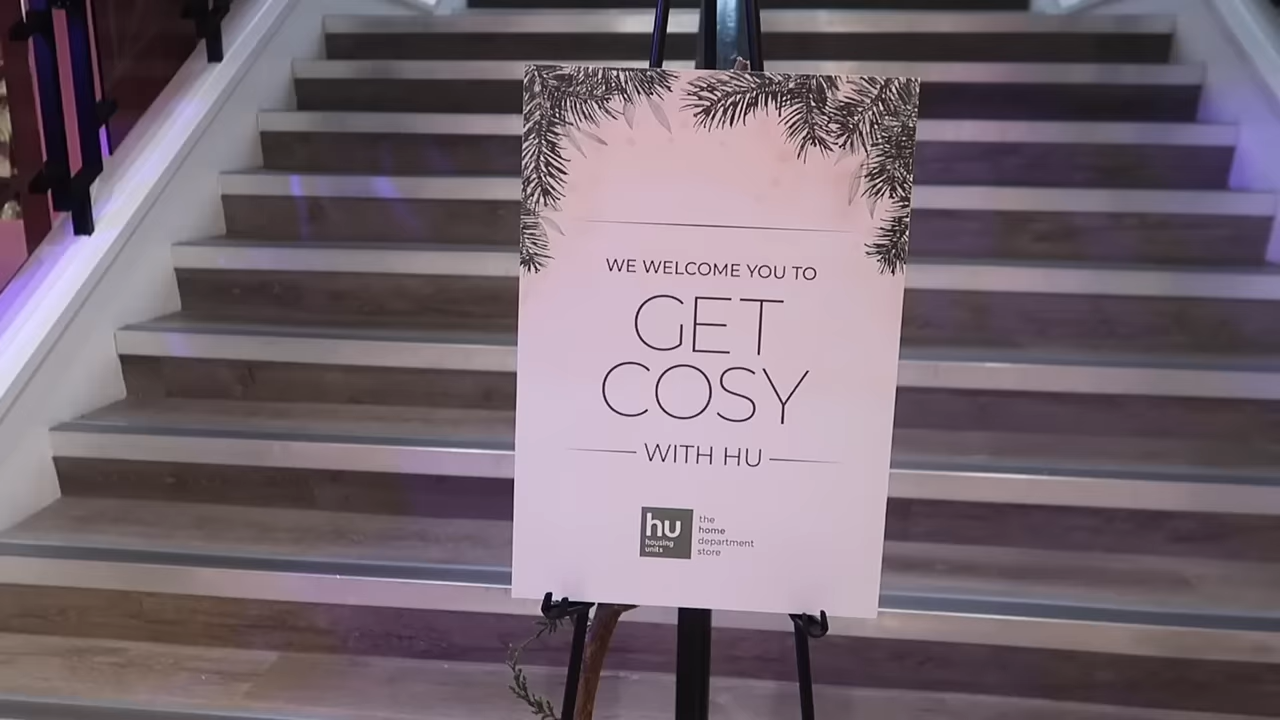 WE WELCOME YOU TO
GET
COSY
WITH HU
hu
housing
units
the
home
department
store